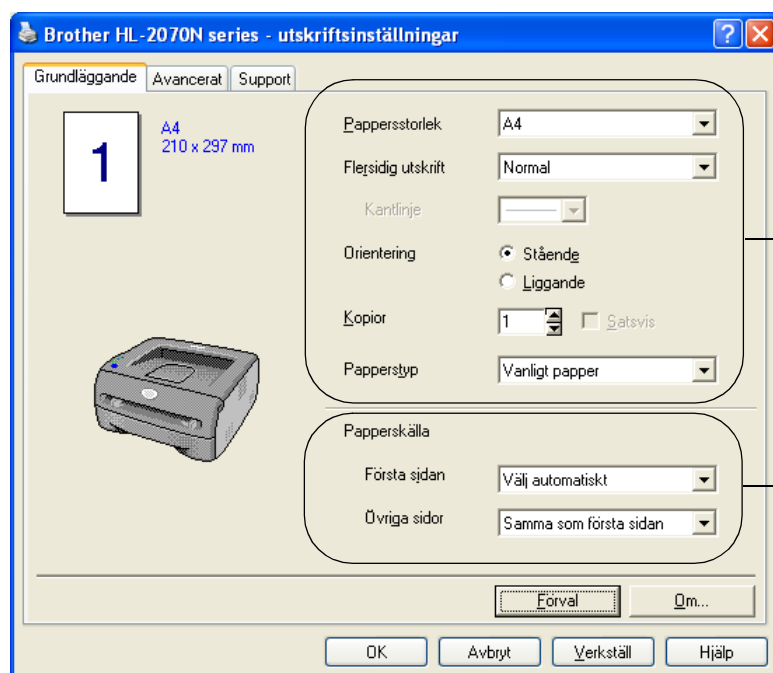 Brother HL-2070N series - utskriftsinställningar
Grundläggande Avancerat Support
1
A4
210 x 297 mm
Pappersstorlek A4
Flersidig utskrift Normal
Kantlinje
Orientering Stående
Liggande
Kopior 1 Satsvis
Papperstyp Vanligt papper
Papperskälla
Första sidan Välj automatiskt
Övriga sidor Samma som första sidan
Förval Om...
OK Avbryt Verkställ Hjälp